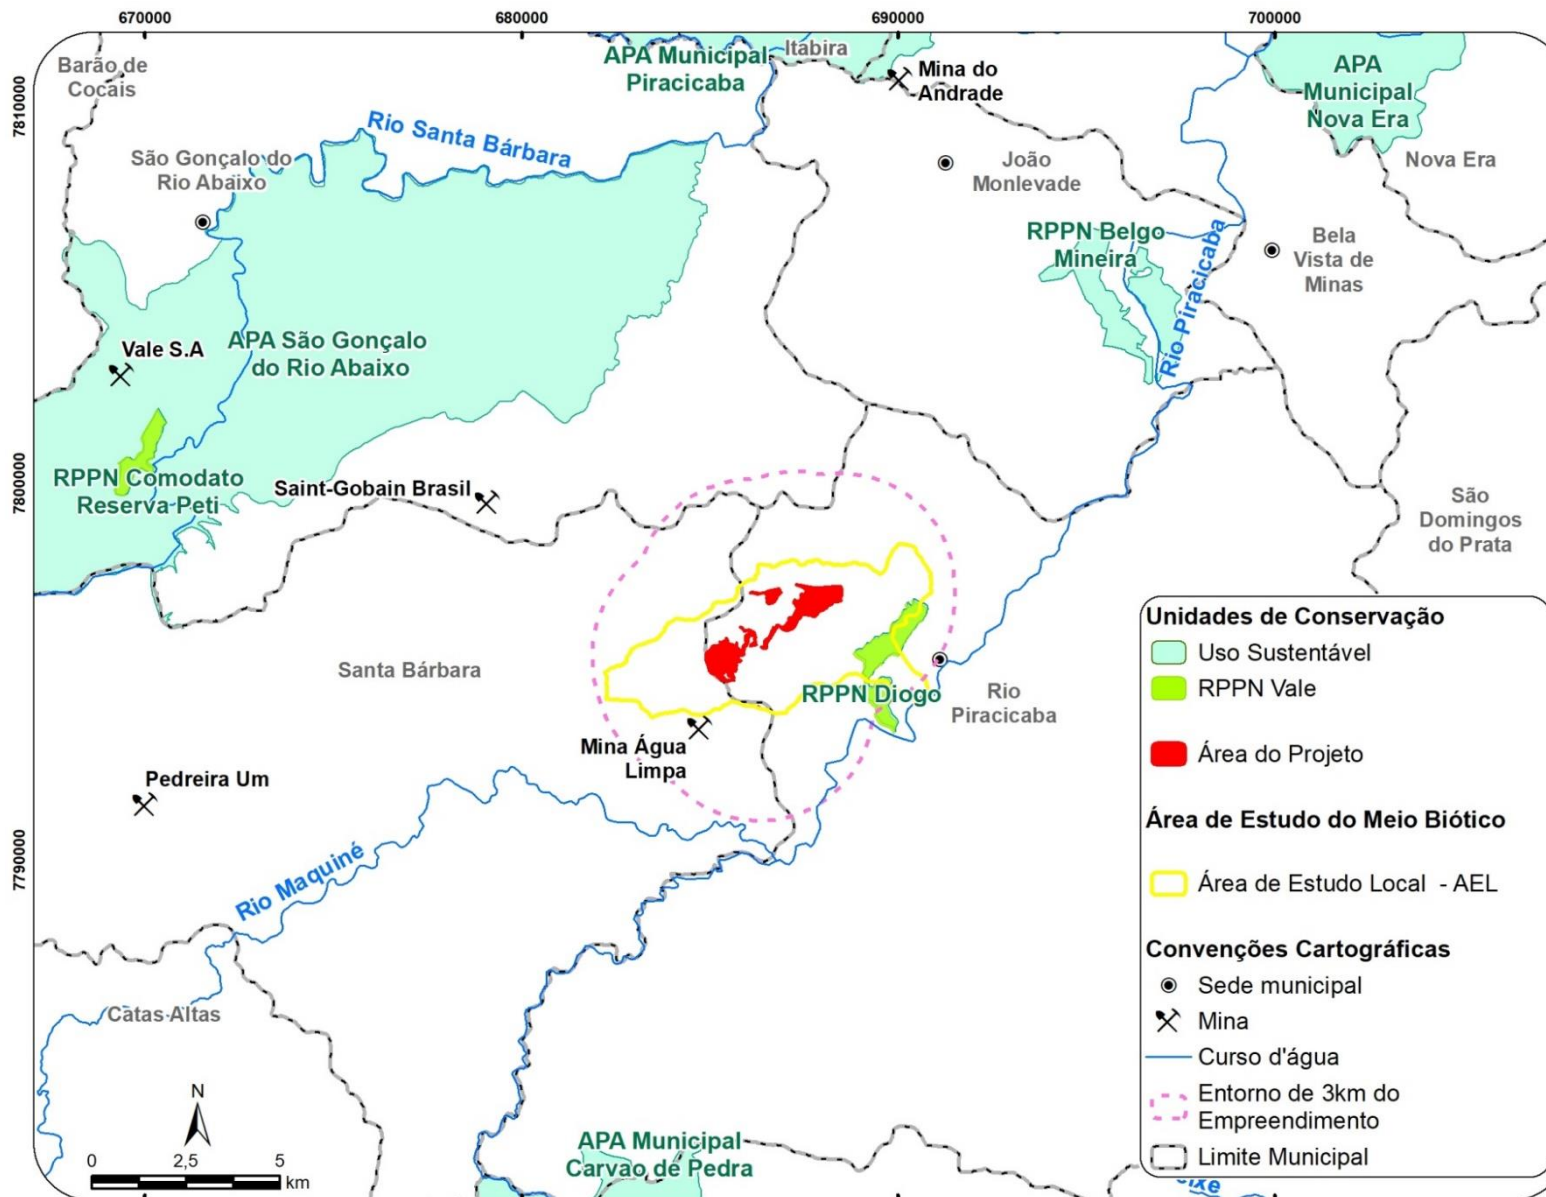 670000
680000
690000
700000
7810000
7800000
7790000
Barão de
Cocais
APA Municipal
Piracicaba
Itabira
Mina do
Andrade
APA
Municipal
Nova Era
Nova Era
Rio Santa Bárbara
São Gonçalo do
Rio Abaixo
João
Monlevade
RPPN Belgo
Mineira
Rio Piracicaba
Bela
Vista de
Minas
Vale S.A
APA São Gonçalo
do Rio Abaixo
RPPN Comodato
Reserva Peti
Saint-Gobain Brasil
São
Domingos
do Prata
Santa Bárbara
RPPN Diogo
Rio
Piracicaba
Mina Água
Limpa
Pedreira Um
Rio Maquiné
Catas Altas
APA Municipal
Carvao de Pedra
N
0
2,5
5
km
Unidades de Conservação
Uso Sustentável
RPPN Vale
Área do Projeto
Área de Estudo do Meio Biótico
Área de Estudo Local - AEL
Convenções Cartográficas
Sede municipal
Mina
Curso d'água
Entorno de 3km do
Empreendimento
Limite Municipal